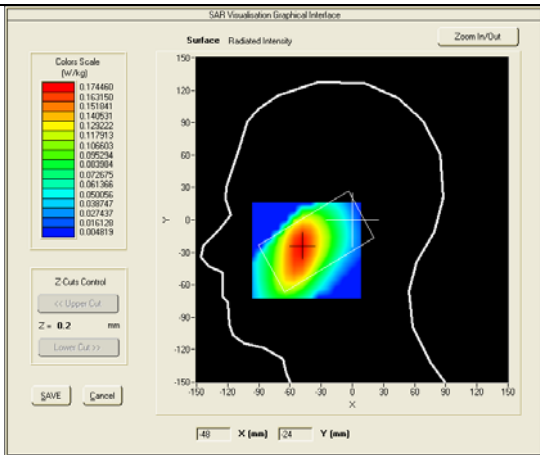 SAR Visualisation Graphical Interface
Surface Radiated Intensity
Zoom In/Out
Colors Scale
(W/kg)
0.174460
0.163150
0.151841
0.140531
0.129222
0.117913
0.106603
0.095294
0.083984
0.072675
0.061366
0.050056
0.038747
0.027437
0.016128
0.004819
Z Cuts Control
<< Upper Cut
Z = 0.2 mm
Lower Cut >>
SAVE Cancel
150
120
90
60
30
0
-30
-60
-90
-120
-150
Y
-150 -120 -90 -60 -30 0 30 60 90 120 150
X
-48 X (mm) -24 Y (mm)